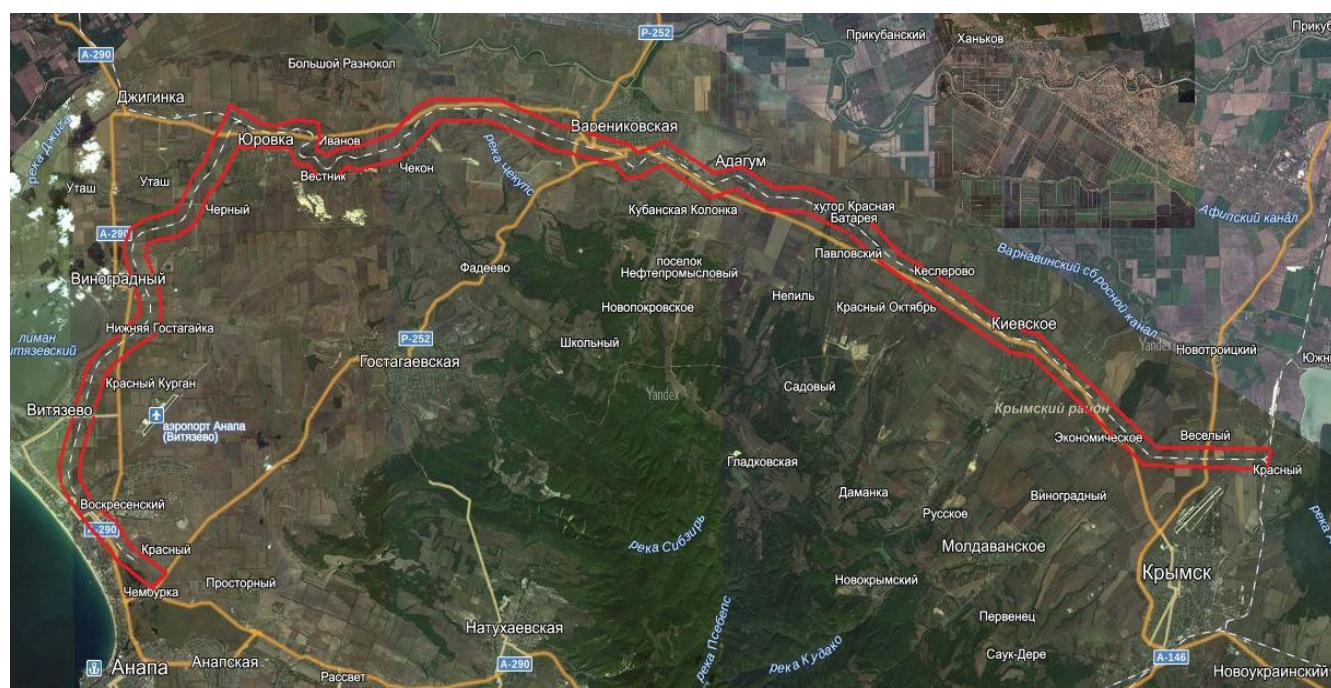 Р-252
Прикубанский
Ханьков
А-290
Большой Разнокол
Джигинка
река Джига
Варениковская
Юровка
Иванов
Чекон
Вестник
река Чекупс
Адагум
Уташ
Уташ
Черный
Кубанская Колонка
хутор Красная
Батарея
Афипский канал
А-290
Виноградный
Фадеево
поселок
Нефтепромысловый
Павловский
Кеслерово
Варнавинский сбросной канал
Новопокровское
Непиль
Красный Октябрь
Нижняя Гостагайка
Киевское
Yandex
Новотроицкий
лиман
Р-252
Гостагаевская
Школьный
Красный Курган
Садовый
Yandex
Крымский район
Витязево
аэропорт Анапа
(Витязево)
Экономическое
Веселый
Гладковская
Красный
Воскресенский
Даманка
Виноградный
Русское
А-290
Красный
река Сибзирь
Молдаванское
Чембурка
Просторный
Новокрымский
Крымск
Натухаевская
река Псебепс
Первенец
река Кудако
Саук-Дере
А-146
Анапа
Анапская
Рассвет
А-290
Новоукраинский